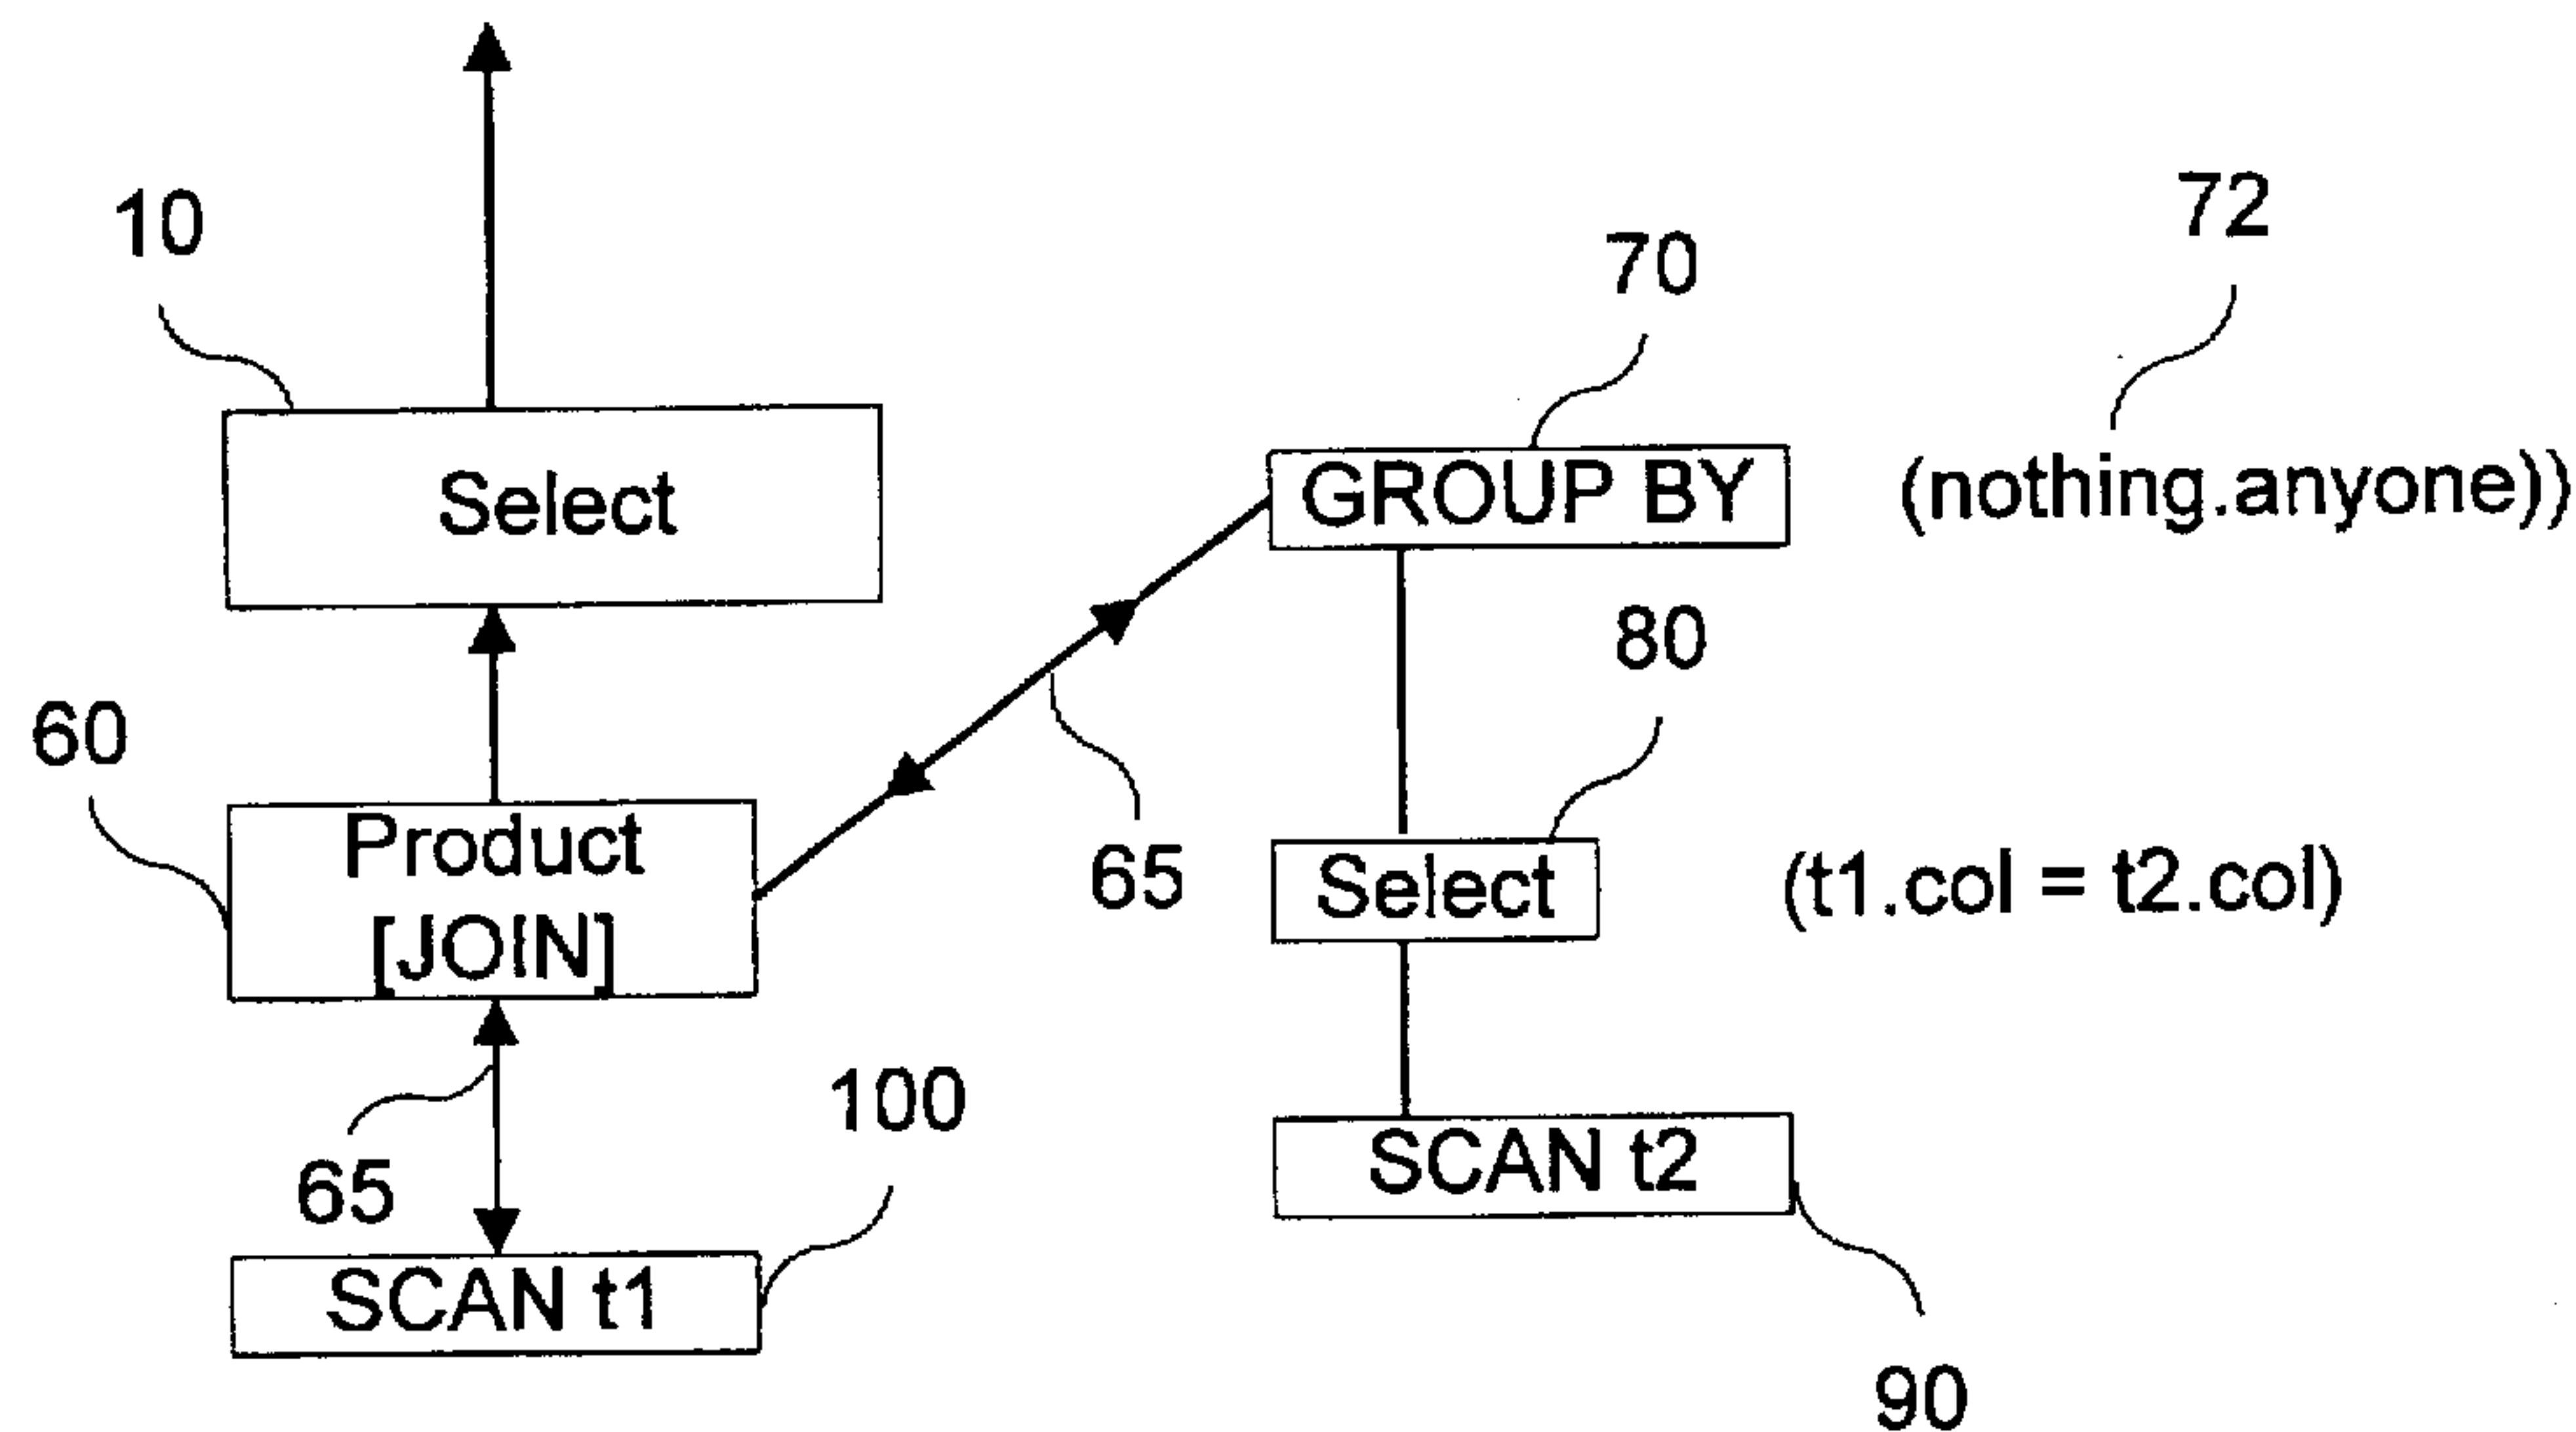 10
72
70
Select
GROUP BY
(nothing.anyone))
80
60
Product
[JOIN]
65
Select
(t1.col = t2.col)
65
100
SCAN t2
SCAN t1
90